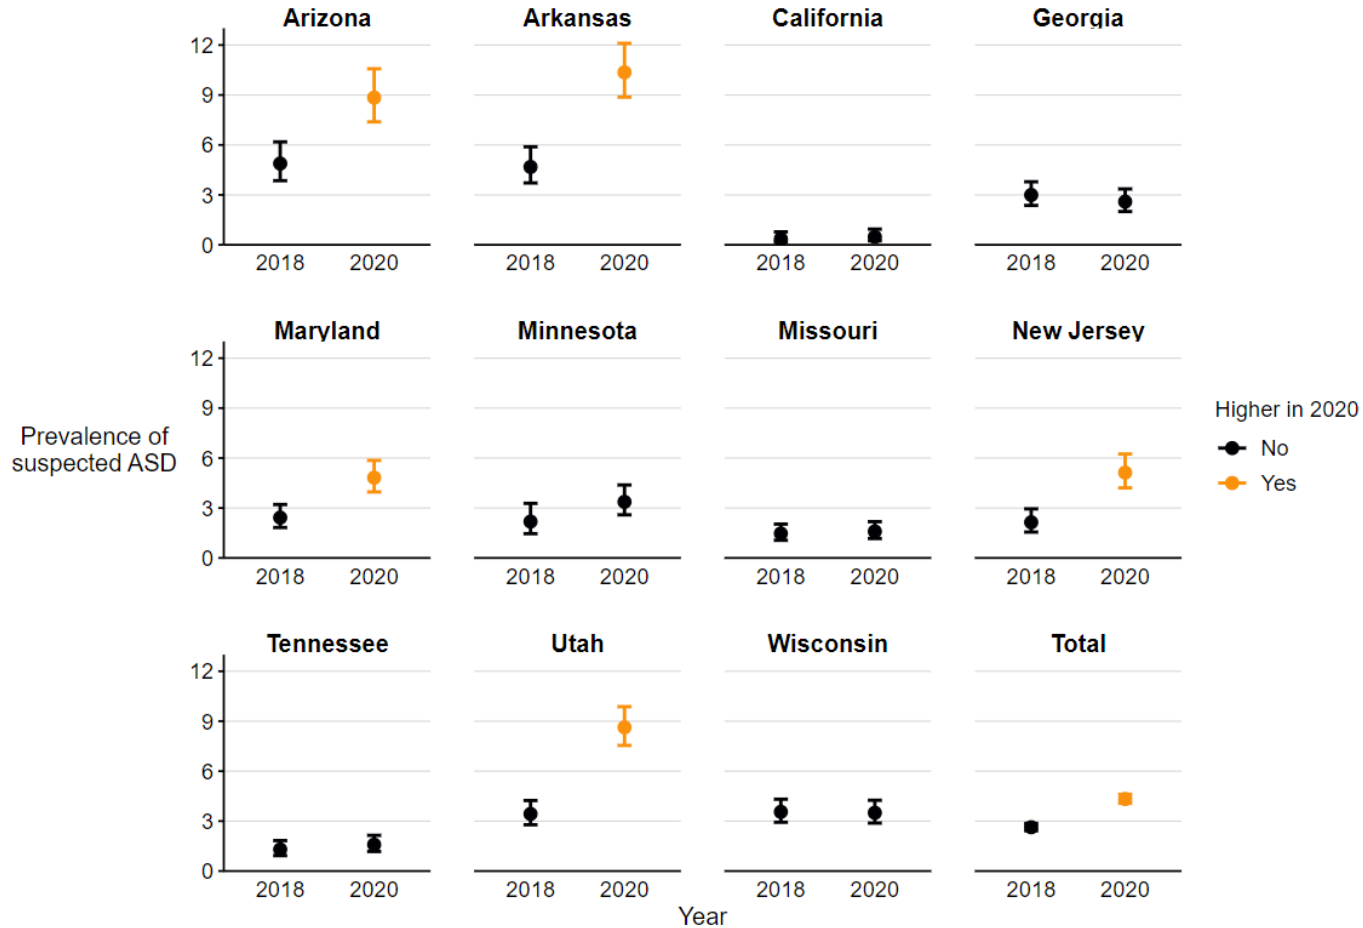 Arizona
Arkansas
California
Georgia
12
9
6
3
0
2018 2020
2018 2020
2018 2020
2018 2020
Maryland
Minnesota
Missouri
New Jersey
12
9
6
3
0
2018 2020
2018 2020
2018 2020
2018 2020
Prevalence of
suspected ASD
Higher in 2020
No
Yes
Tennessee
Utah
Wisconsin
Total
12
9
6
3
0
2018 2020
2018 2020
2018 2020
2018 2020
Year